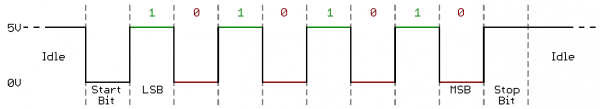 1 0 1 0 1 0 1 0
5V
Idle Idle
0V
Start Bit LSB MSB Stop Bit